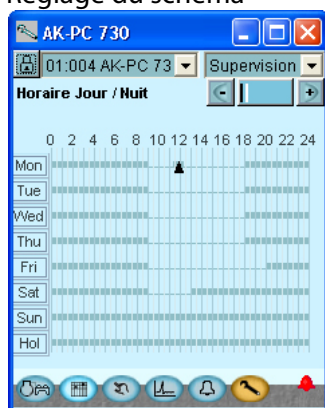 Réglage du schéma
AK-PC 730
01:004 AK-PC 73 Supervision
Horaire Jour / Nuit
0 2 4 6 8 10 12 14 16 18 20 22 24
Mon
Tue
Wed
Thu
Fri
Sat
Sun
Hol